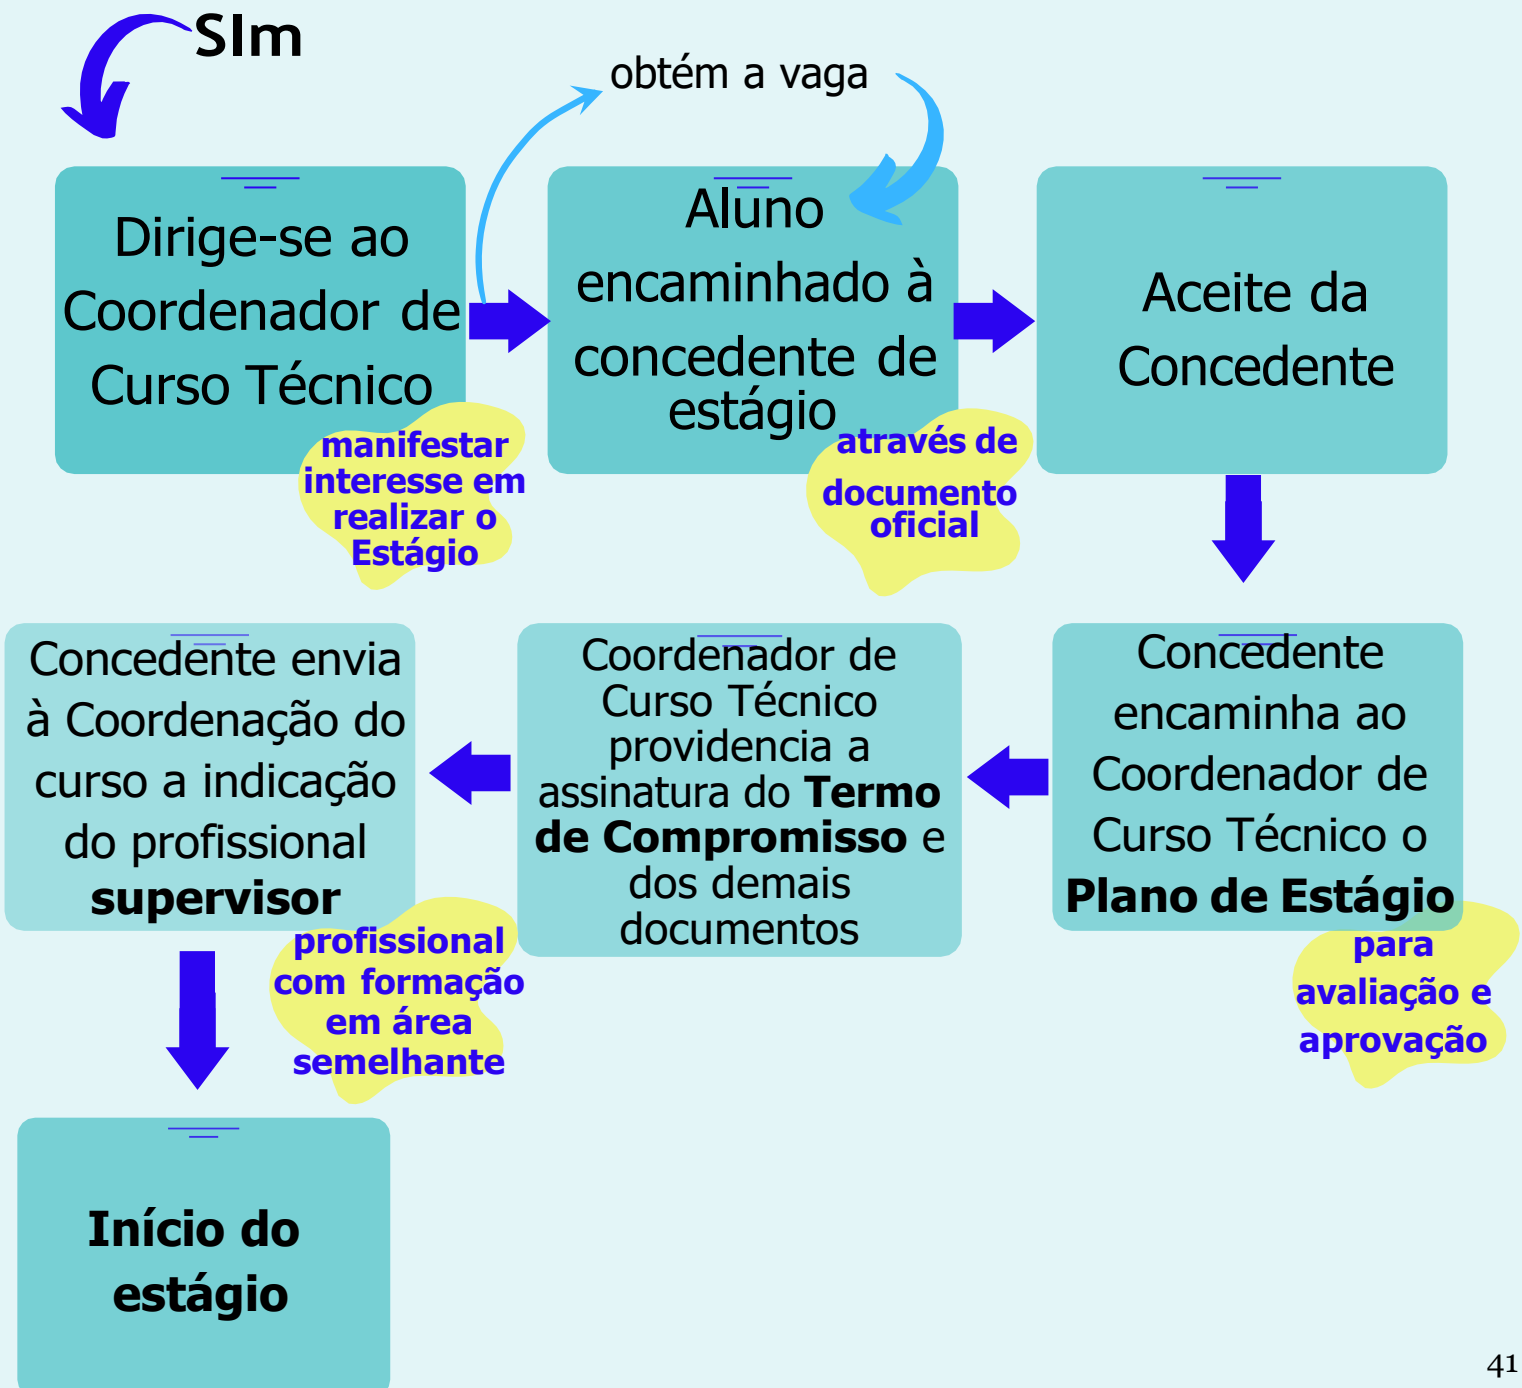 SIm
obtém a vaga
Dirige-se ao
Coordenador de
Curso Técnico
manifestar
interesse em
realizar o
Estágio
Aluno
encaminhado à
concedente de
estágio
através de
documento
oficial
Aceite da
Concedente
Concedente
encaminha ao
Coordenador de
Curso Técnico o
Plano de Estágio
para
avaliação e
aprovação
Coordenador de
Curso Técnico
providencia a
assinatura do Termo
de Compromisso e
dos demais
documentos
Concedente envia
à Coordenação do
curso a indicação
do profissional
supervisor
profissional
com formação
em área
semelhante
Início do
estágio
41